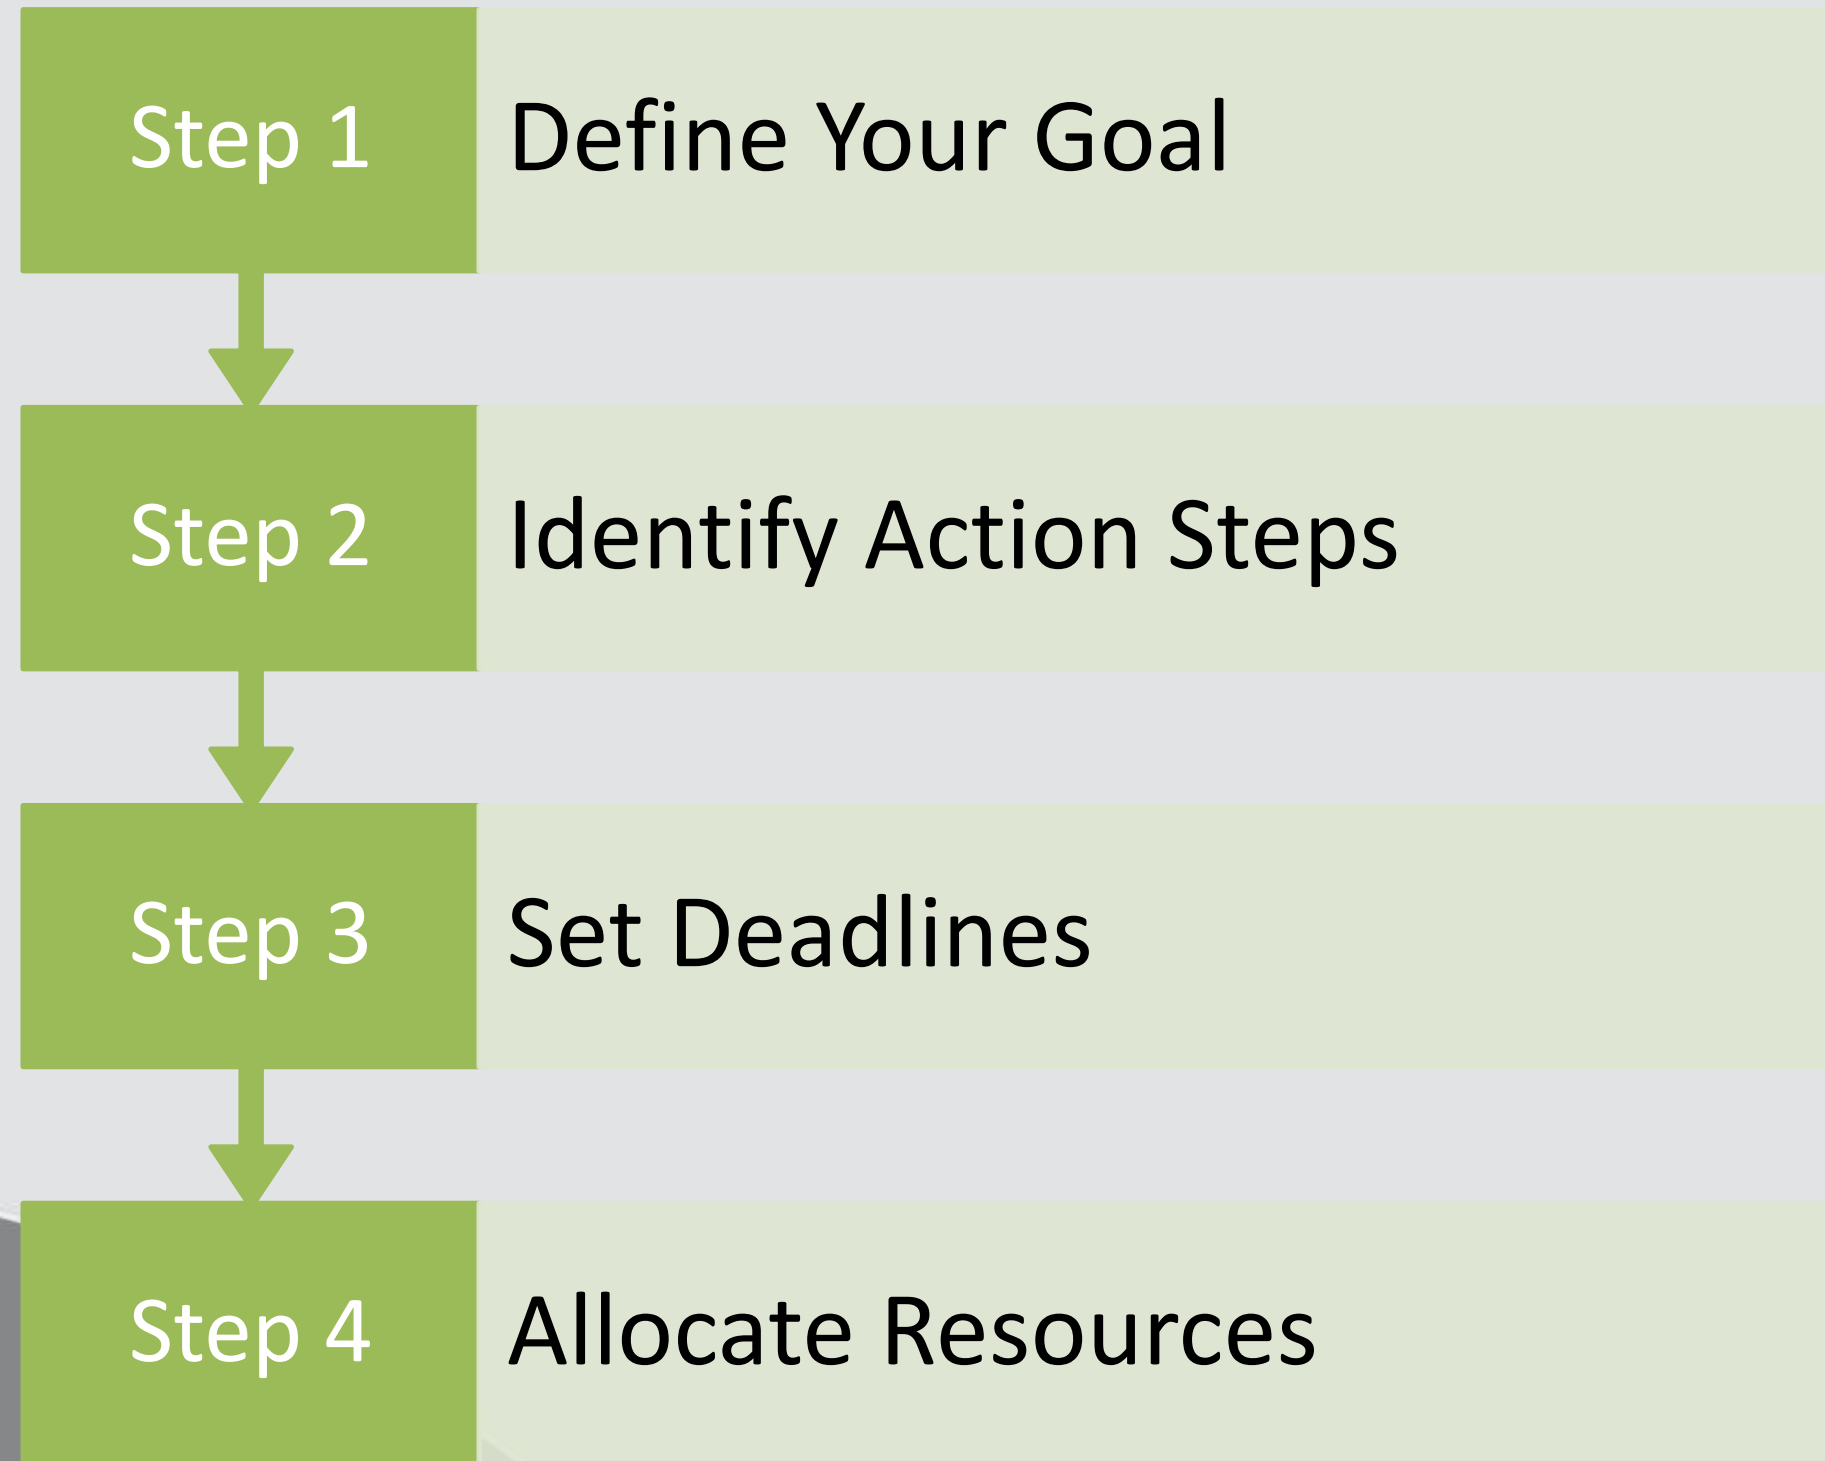 Step 1 Define Your Goal
Step 2 Identify Action Steps
Step 3 Set Deadlines
Step 4 Allocate Resources